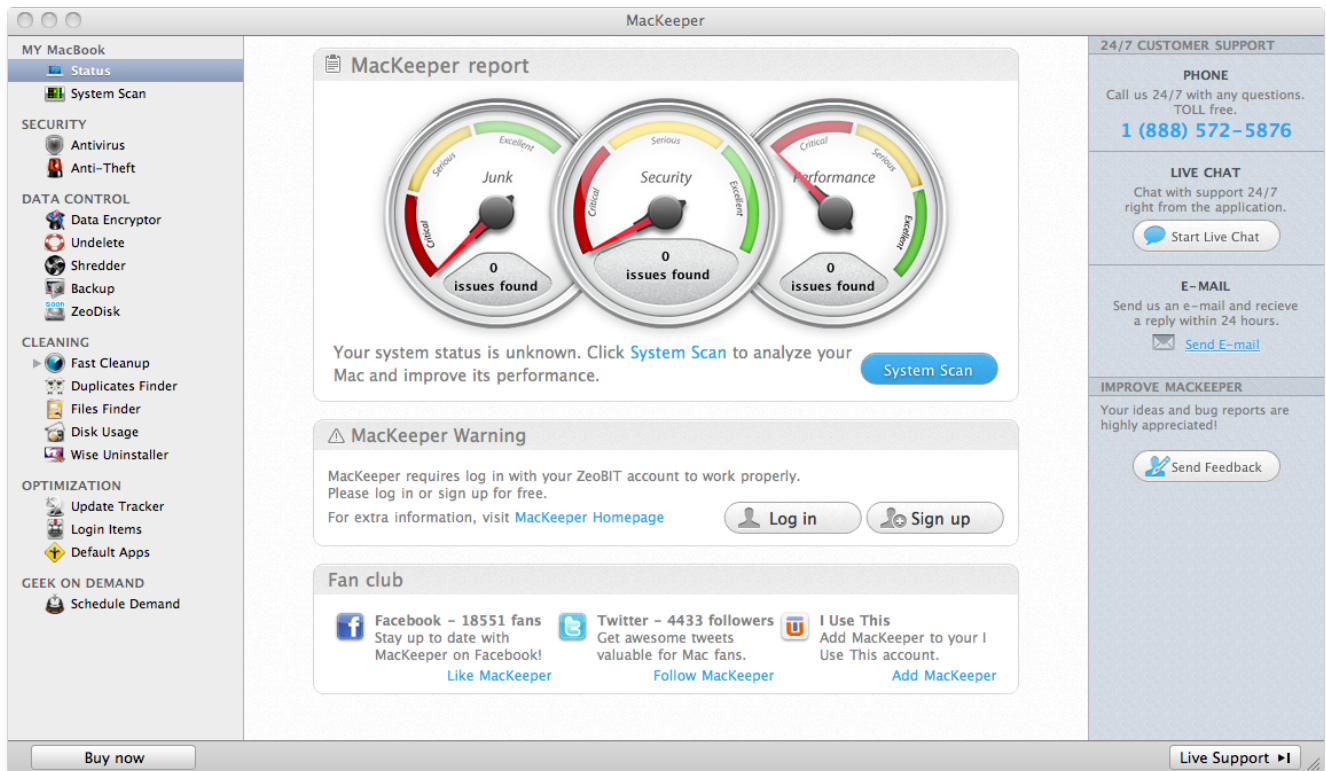 MacKeeper
MY MacBook
Status
System Scan
SECURITY
Antivirus
Anti-Theft
DATA CONTROL
Data Encryptor
Undelete
Shredder
Backup
soon
ZeoDisk
CLEANING
Fast Cleanup
Duplicates Finder
Files Finder
Disk Usage
Wise Uninstaller
OPTIMIZATION
Update Tracker
Login Items
Default Apps
GEEK ON DEMAND
Schedule Demand
Buy now
MacKeeper report
Critical
Serious
Excellent
Junk
0
issues found
Critical
Serious
Excellent
Security
0
issues found
Critical
Serious
Excellent
Performance
0
issues found
Your system status is unknown. Click System Scan to analyze your
Mac and improve its performance.
System Scan
MacKeeper Warning
MacKeeper requires log in with your ZeoBIT account to work properly.
Please log in or sign up for free.
For extra information, visit MacKeeper Homepage
Log in
Sign up
Fan club
Facebook - 18551 fans
Stay up to date with
MacKeeper on Facebook!
Like MacKeeper
Twitter - 4433 followers
Get awesome tweets
valuable for Mac fans.
Follow MacKeeper
I Use This
Add MacKeeper to your I
Use This account.
Add MacKeeper
24/7 CUSTOMER SUPPORT
PHONE
Call us 24/7 with any questions.
TOLL free.
1 (888) 572-5876
LIVE CHAT
Chat with support 24/7
right from the application.
Start Live Chat
E-MAIL
Send us an e-mail and recieve
a reply within 24 hours.
Send E-mail
IMPROVE MACKEEPER
Your ideas and bug reports are
highly appreciated!
Send Feedback
Live Support